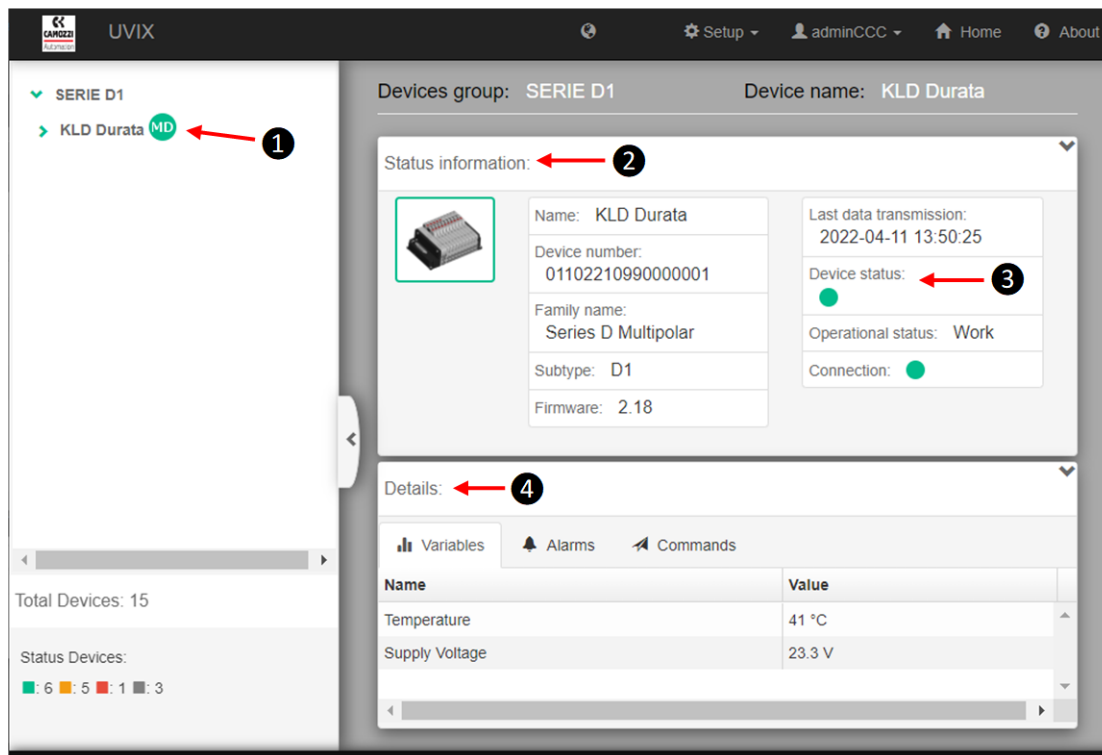 CAMOZZI
Automation
UVIX
Setup
adminCCC
Home
About
SERIE D1
KLD Durata MD
1
Devices group: SERIE D1 Device name: KLD Durata
Status information:
2
Name: KLD Durata
Device number:
01102210990000001
Family name:
Series D Multipolar
Subtype: D1
Firmware: 2.18
Last data transmission:
2022-04-11 13:50:25
Device status:
3
Operational status: Work
Connection:
Details:
4
Variables Alarms Commands
Name Value
Temperature 41 °C
Supply Voltage 23.3 V
Total Devices: 15
Status Devices:
: 6 : 5 : 1 : 3